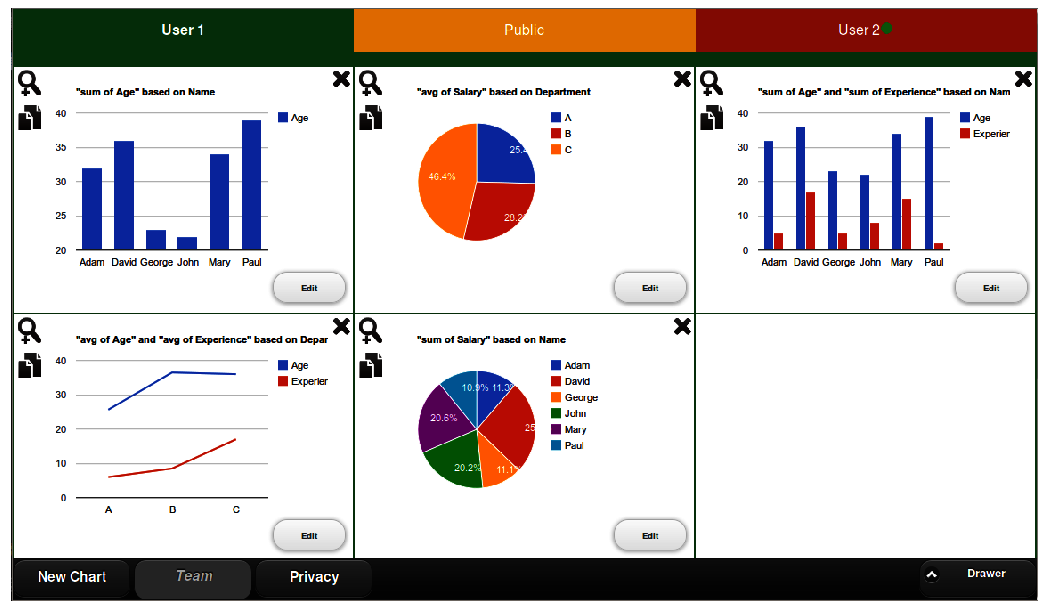 User 1
Public
User 2
"sum of Age" based on Name
40
35
30
25
20
Adam David George John Mary Paul
Age
Edit
"avg of Salary" based on Department
46.4%
A
B
C
Edit
"sum of Age" and "sum of Experience" based on Nam
40
30
20
10
0
Adam David George John Mary Paul
Age
Experier
Edit
"avg of Age" and "avg of Experience" based on Depar
40
30
20
10
0
A B C
Age
Experier
Edit
"sum of Salary" based on Name
10.9% 11.3%
20.6%
25
20.2%
11.1%
Adam
David
George
John
Mary
Paul
Edit
New Chart
Team
Privacy
Drawer